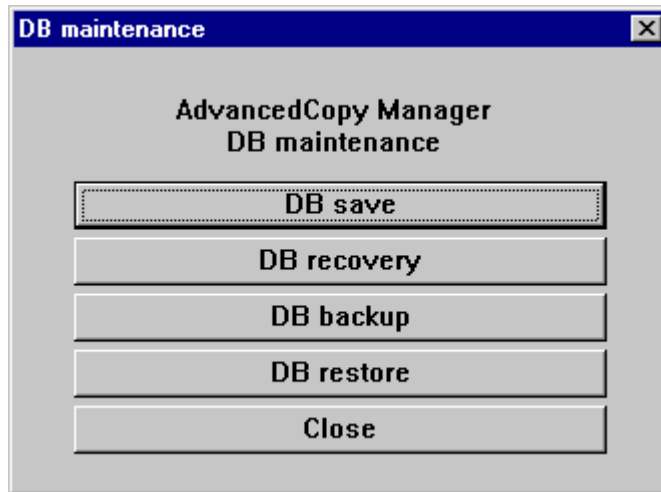 DB maintenance
AdvancedCopy Manager
DB maintenance
DB save
DB recovery
DB backup
DB restore
Close